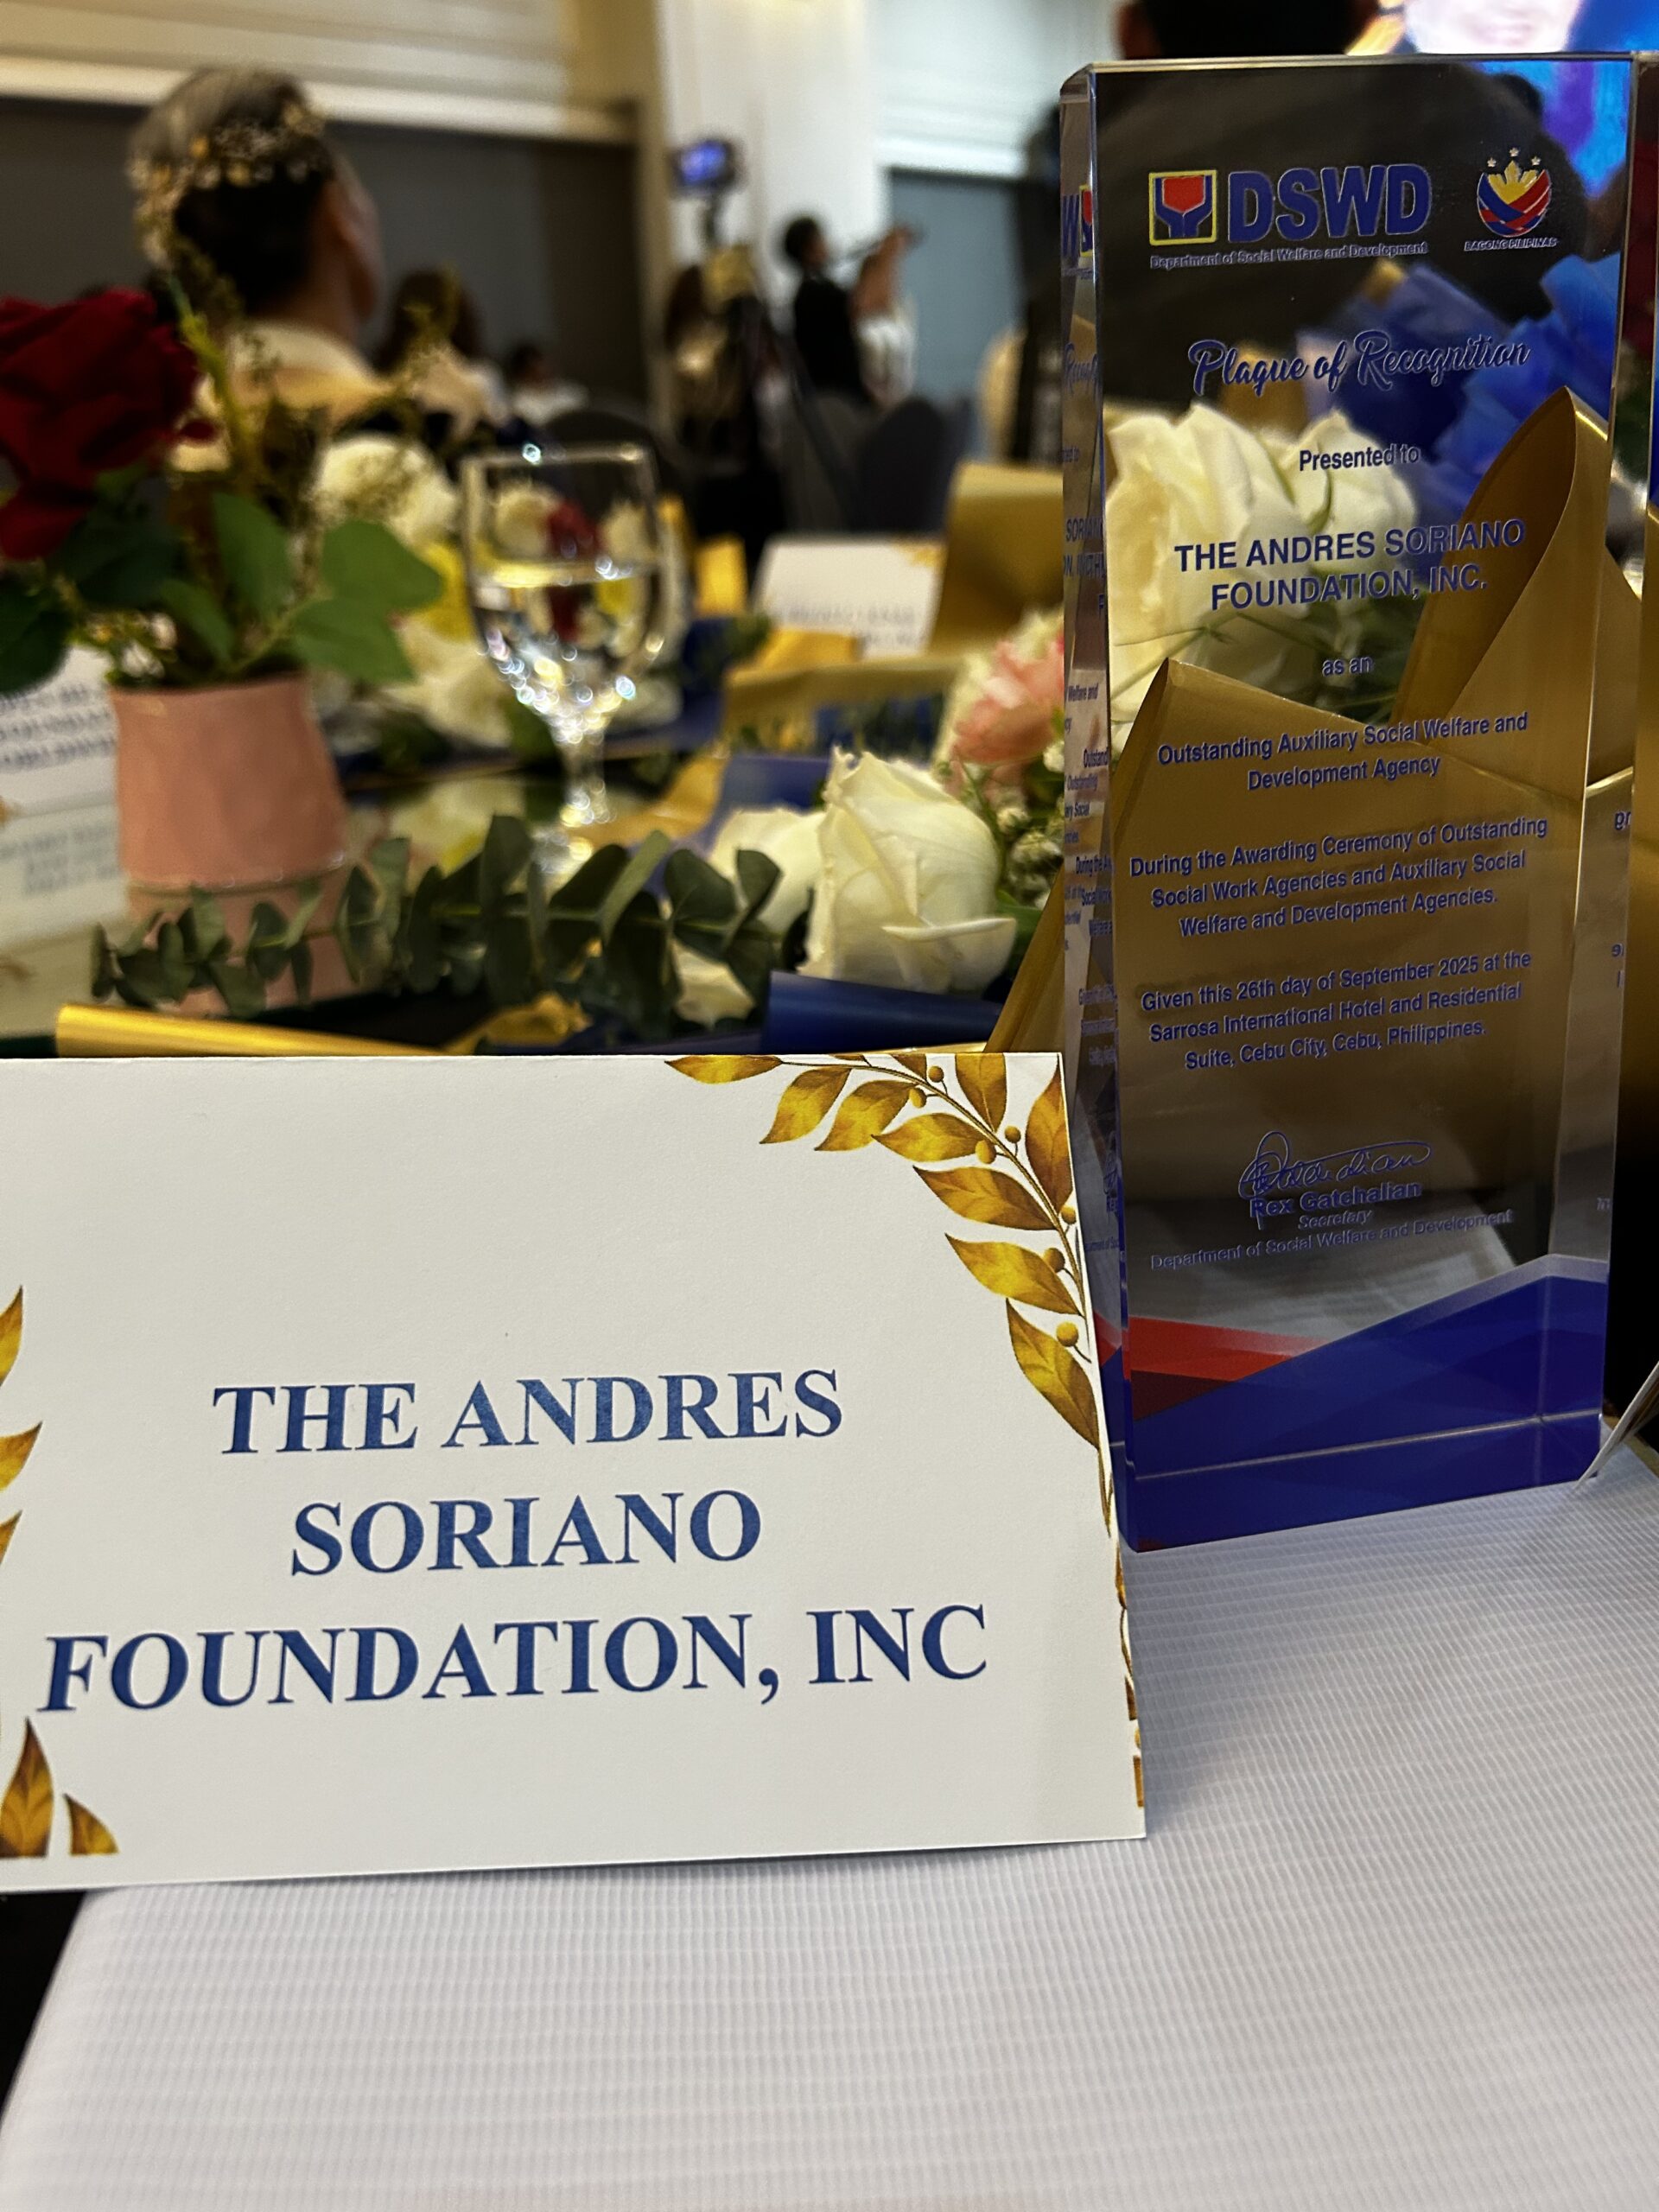 DSWD
Department of Social Welfare and Development
BAGONG PILIPINAS
Plaque of Recognition
Presented to
THE ANDRES SORIANO
FOUNDATION, INC.
as an
Outstanding Auxiliary Social Welfare and
Development Agency
During the Awarding Ceremony of Outstanding
Social Work Agencies and Auxiliary Social
Welfare and Development Agencies.
Given this 26th day of September 2025 at the
Sarrosa International Hotel and Residential
Suite, Cebu City, Cebu, Philippines.
Rex Gatchalian
Secretary
Department of Social Welfare and Development
THE ANDRES
SORIANO
FOUNDATION, INC